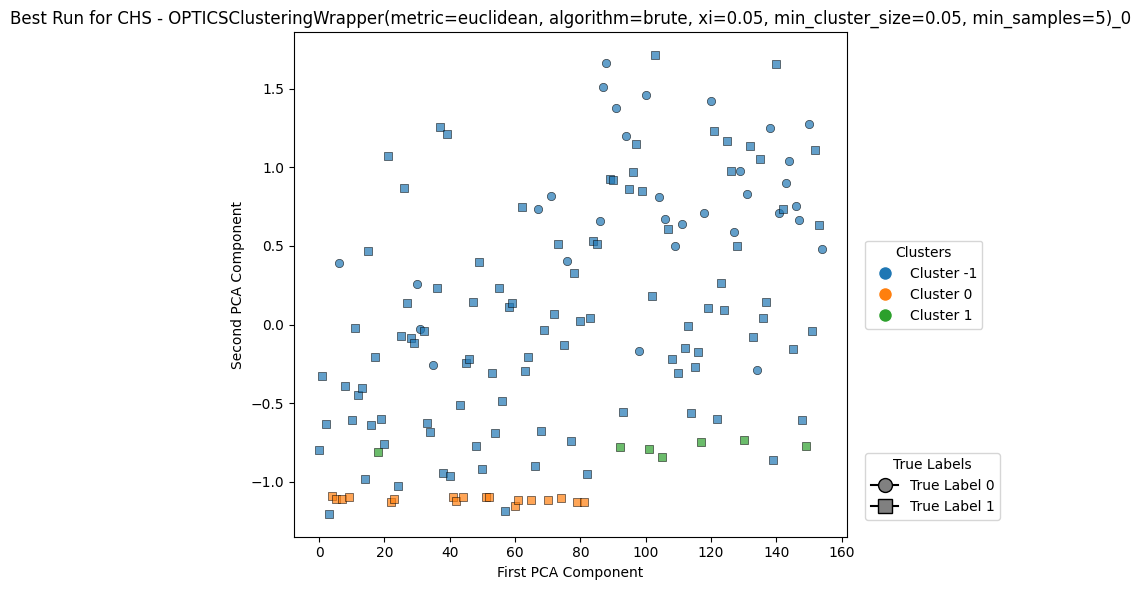 Best Run for CHS - OPTICSClusteringWrapper(metric=euclidean, algorithm=brute, xi=0.05, min_cluster_size=0.05, min_samples=5)_0
Second PCA Component
1.5
1.0
0.5
0.0
−0.5
−1.0
0 20 40 60 80 100 120 140 160
First PCA Component
Clusters
Cluster -1
Cluster 0
Cluster 1
True Labels
True Label 0
True Label 1